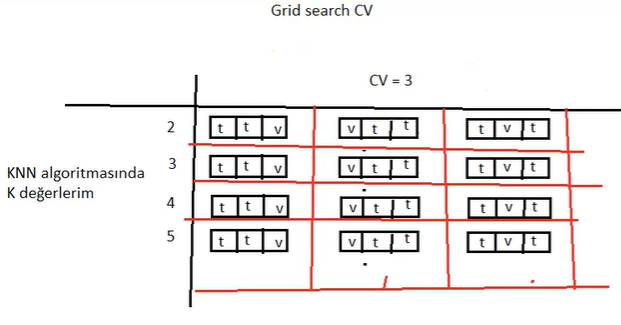 Grid search CV
CV = 3
2 t t v v t t t v t
KNN algoritmasında
K değerlerim
3 t t v v t t t v t
4 t t v v t t t v t
5 t t v v t t t v t